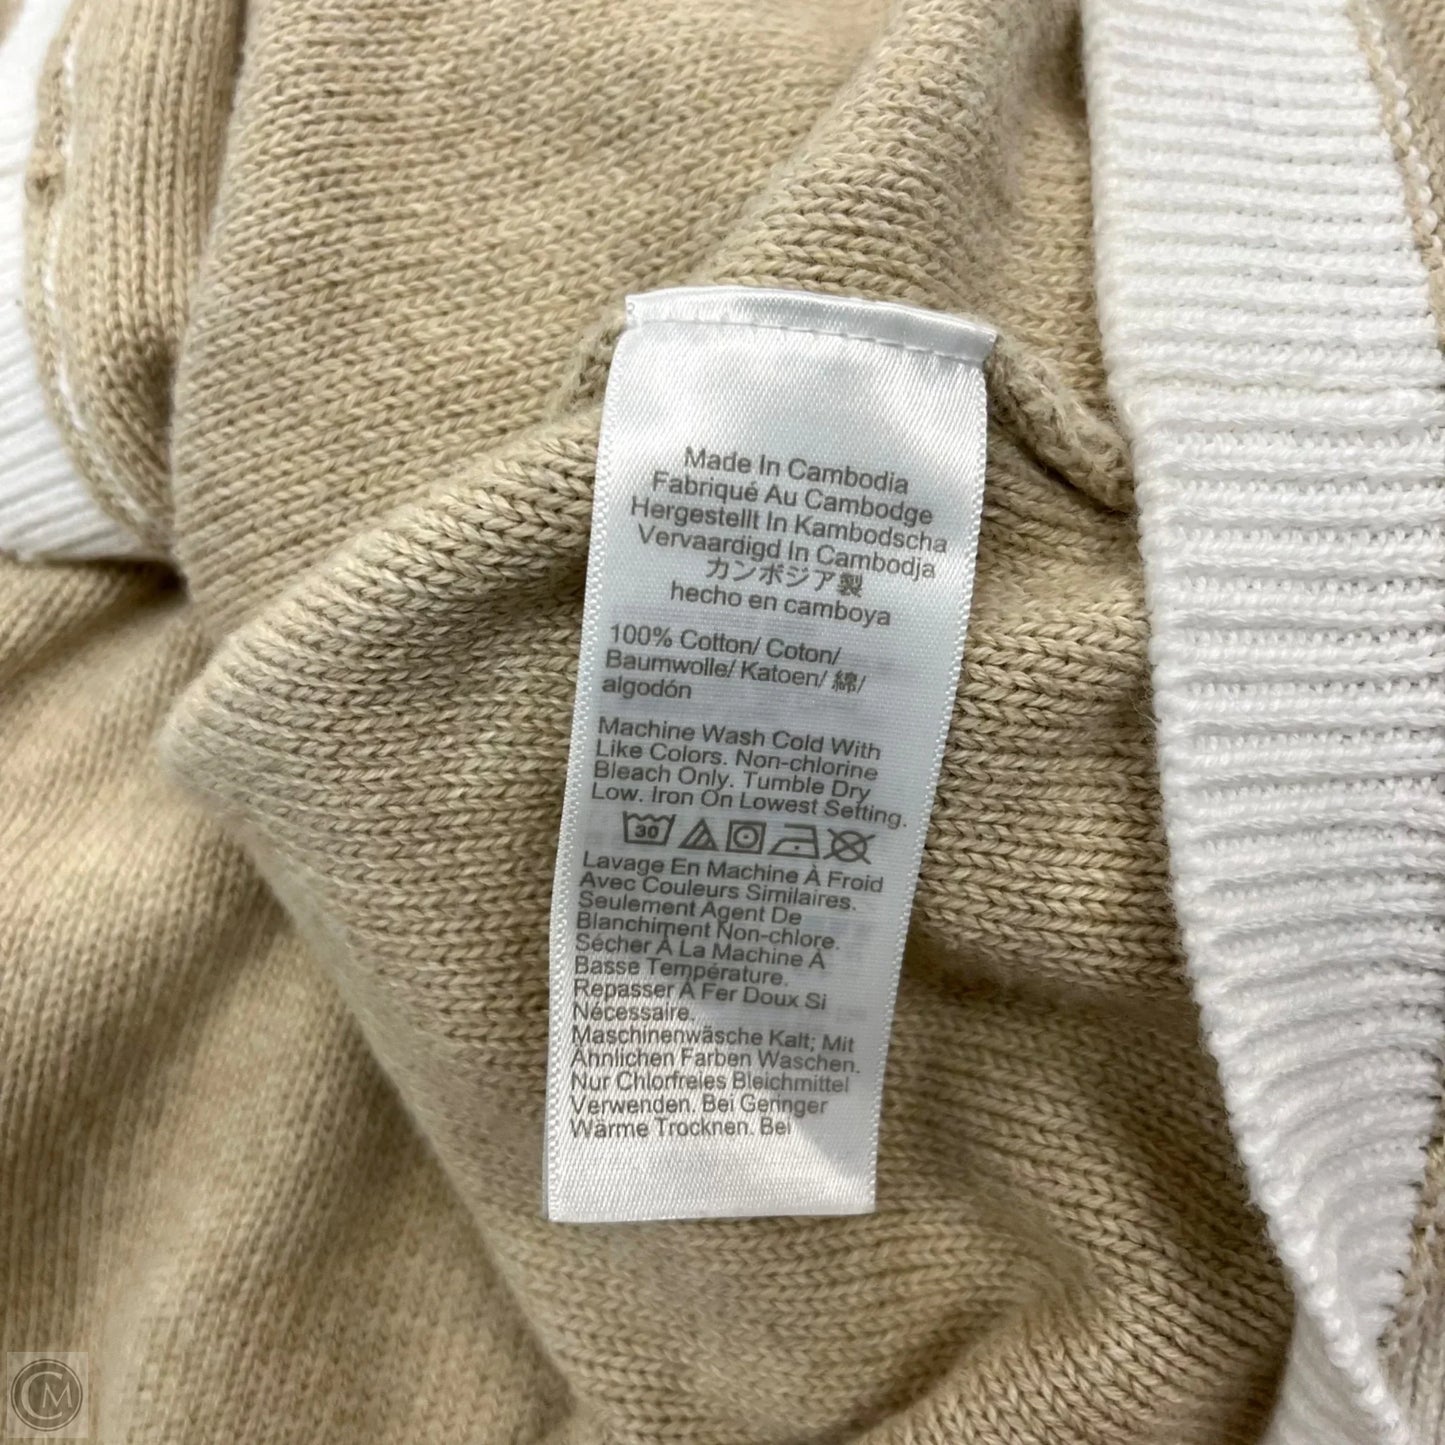 Made In Cambodia
Fabriqué Au Cambodge
Hergestellt In Kambodscha
Vervaardigd In Cambodja
カンボジア製
hecho en camboya
100% Cotton/ Coton/
Baumwolle/ Katoen/ 綿/
algodón
Machine Wash Cold With
Like Colors. Non-chlorine
Bleach Only. Tumble Dry
Low. Iron On Lowest Setting.
30
Lavage En Machine À Froid
Avec Couleurs Similaires.
Seulement Agent De
Blanchiment Non-chlore.
Sécher À La Machine À
Basse Température.
Repasser À Fer Doux Si
Nécessaire.
Maschinenwäsche Kalt; Mit
Ähnlichen Farben Waschen.
Nur Chlorfreies Bleichmittel
Verwenden. Bei Geringer
Wärme Trocknen. Bei
CM